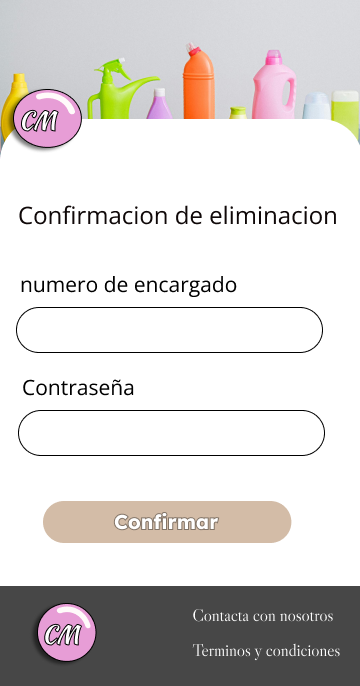 CM
Confirmacion de eliminacion
numero de encargado
Contraseña
Confirmar
CM
Contacta con nosotros
Terminos y condiciones